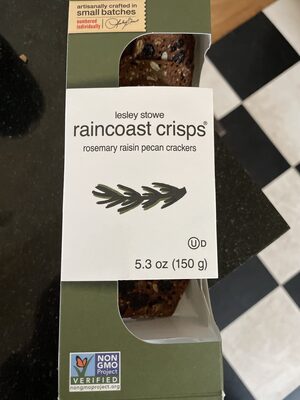 artisanally crafted in
small batches
numbered
individually
lesley stowe
raincoast crisps®
rosemary raisin pecan crackers
U D
5.3 oz (150 g)
NON
GMO
Project
VERIFIED
nongmoproject.org